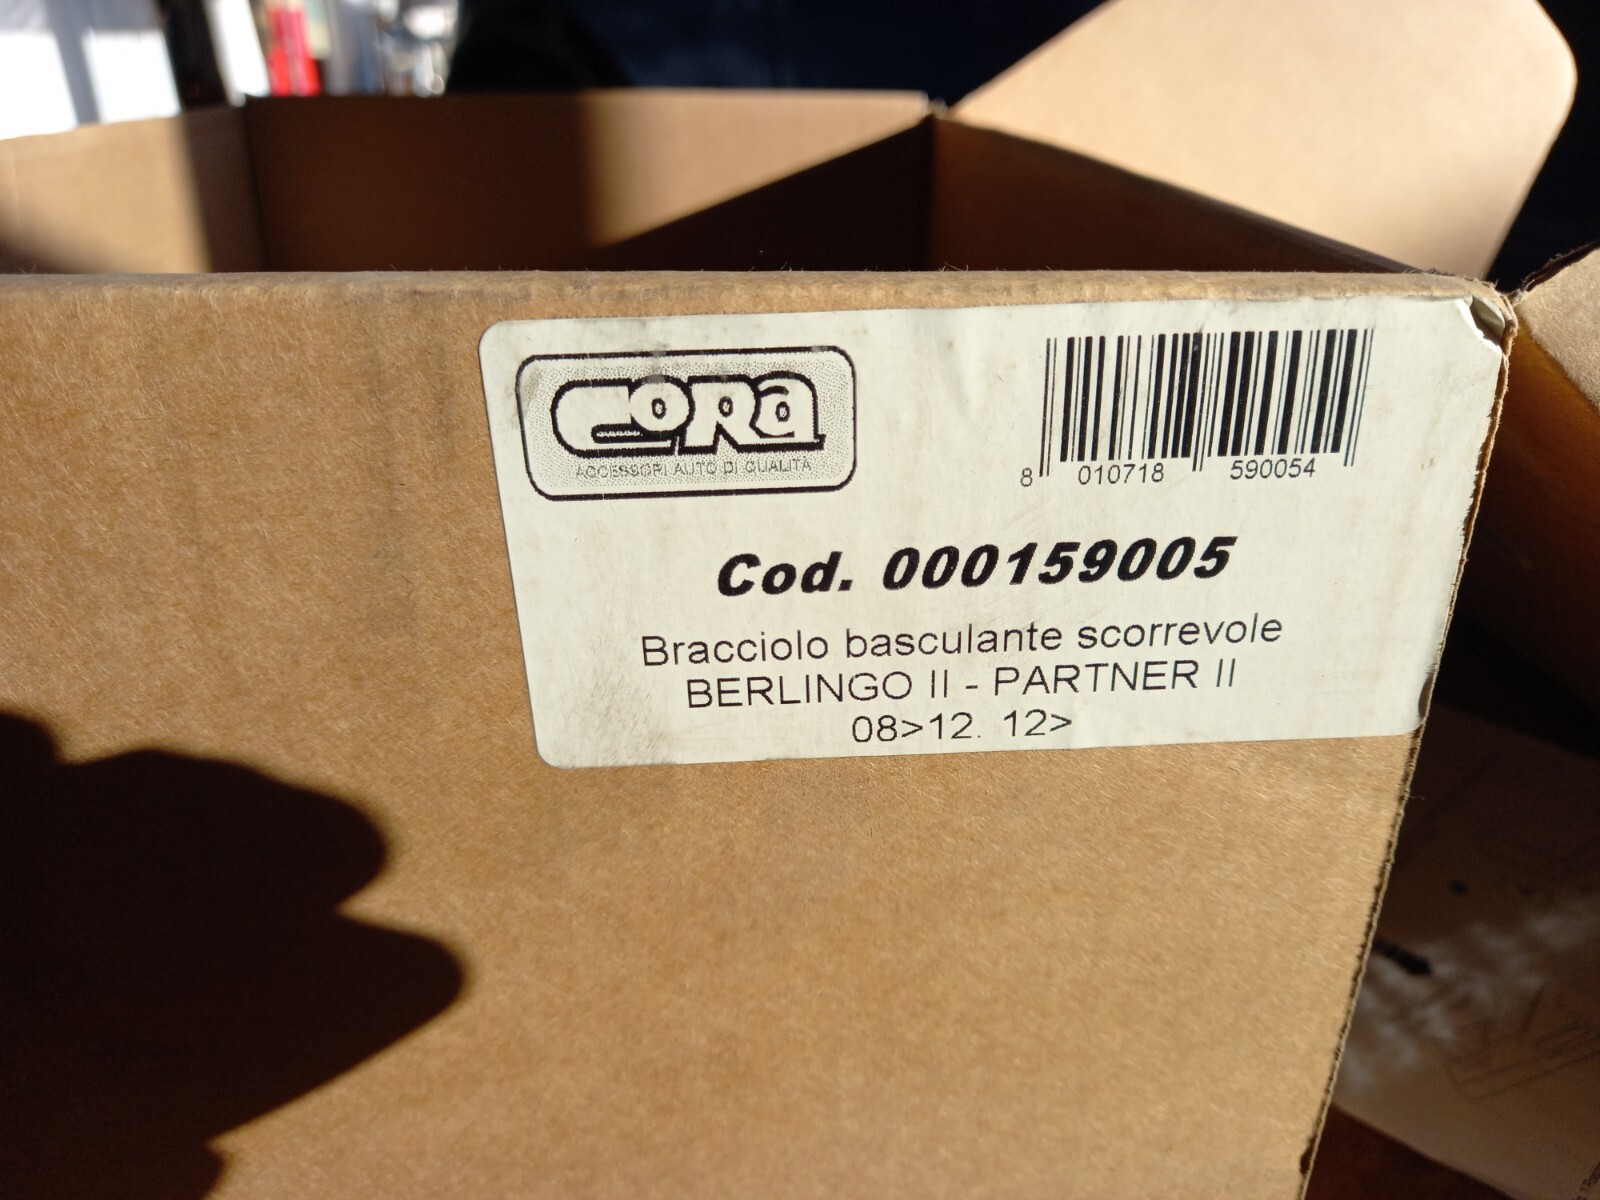 CORA
ACCESSORI AUTO DI QUALITA'
8 010718 590054
Cod. 000159005
Bracciolo basculante scorrevole
BERLINGO II - PARTNER II
08>12. 12>